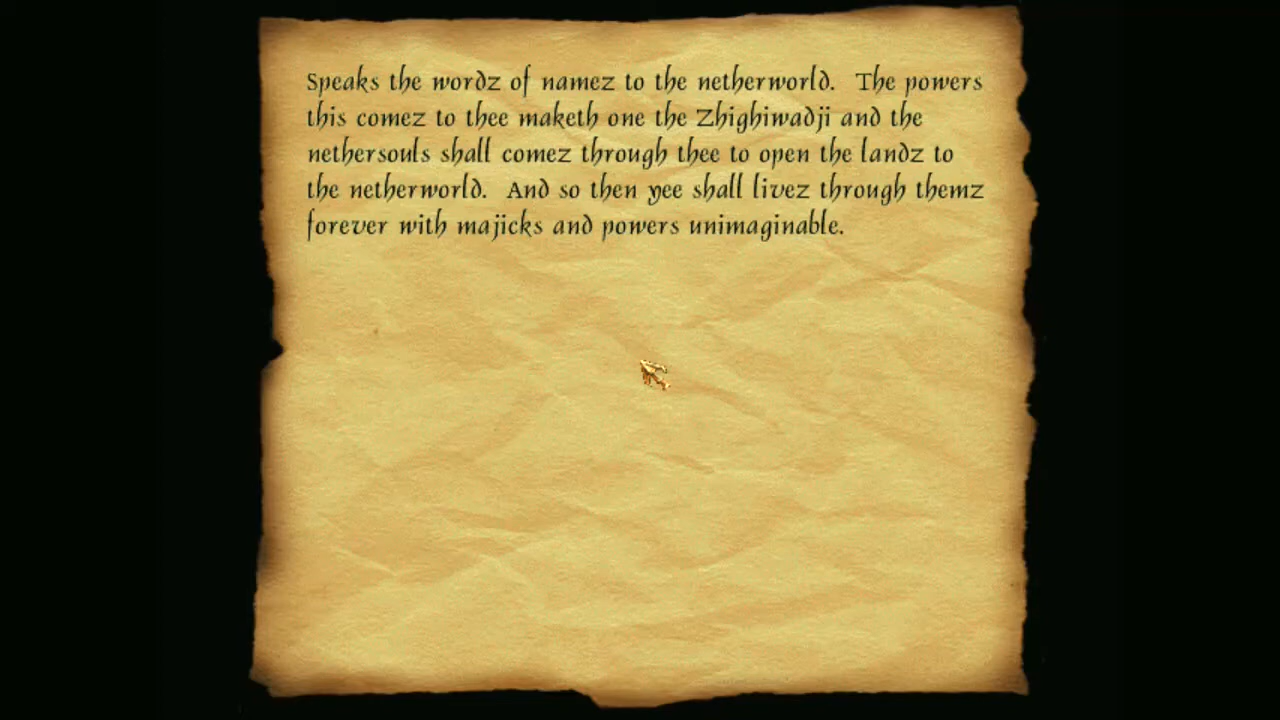 Speaks the wordz of namez to the netherworld. The powers
this comez to thee maketh one the Zhighiwadji and the
nethersouls shall comez through thee to open the landz to
the netherworld. And so then yee shall livez through themz
forever with majicks and powers unimaginable.